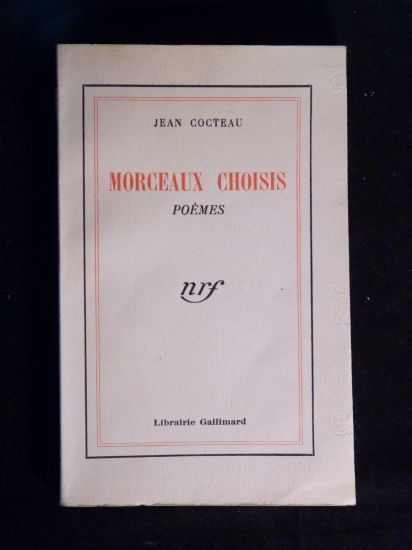 JEAN COCTEAU
MORCEAUX CHOISIS
POÈMES
nrf
Librairie Gallimard